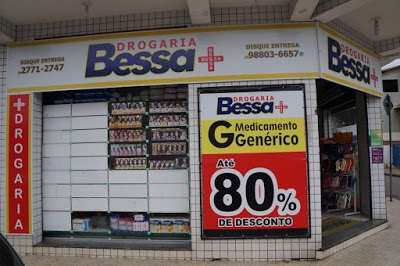 DROGARIA
Bessa
DISQUE ENTREGA
2771-2747
DISQUE ENTREGA
98803-6657
DROGARIA
Bessa
DROGARIA
DROGARIA
Bessa
G Medicamento
Genérico
Até
80%
DE DESCONTO